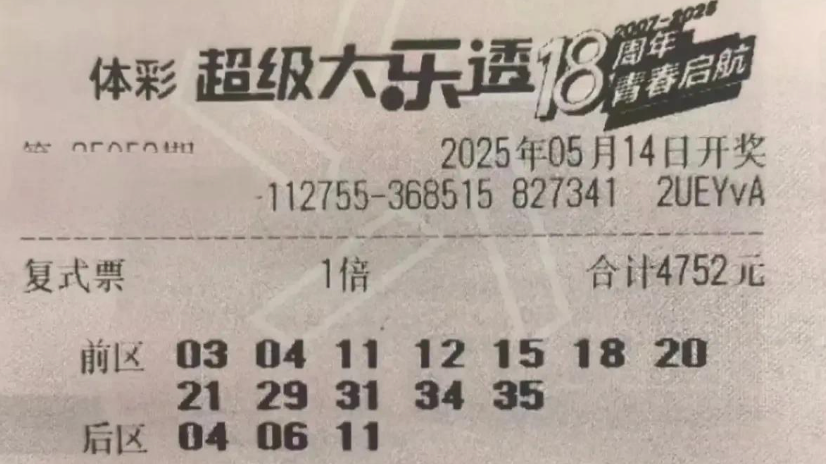 体彩 超级大乐透 18周年 2007-2025
青春启航
2025年05月14日开奖
-112755-368515 827341 2UEYvA
复式票 1倍 合计4752元
前区 03 04 11 12 15 18 20
21 29 31 34 35
后区 04 06 11